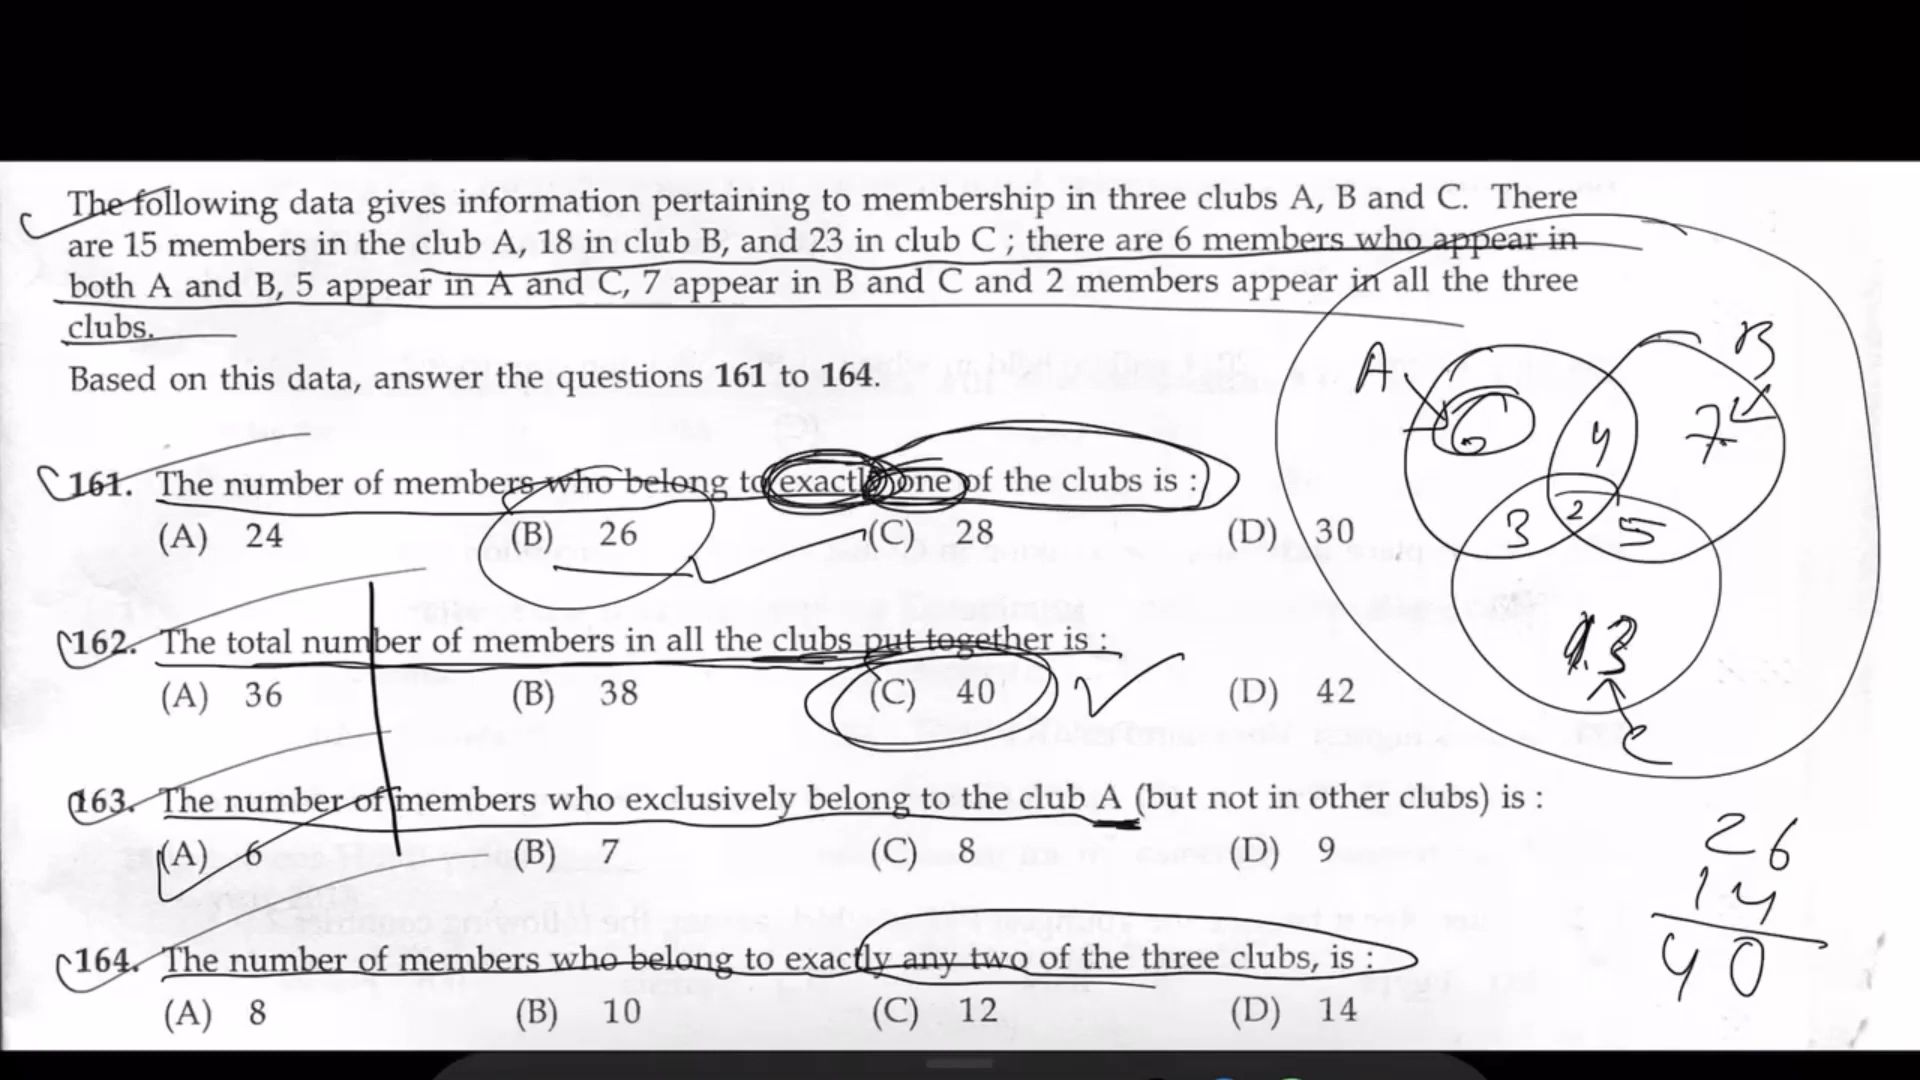 The following data gives information pertaining to membership in three clubs A, B and C. There
are 15 members in the club A, 18 in club B, and 23 in club C ; there are 6 members who appear in
both A and B, 5 appear in A and C, 7 appear in B and C and 2 members appear in all the three
clubs.
Based on this data, answer the questions 161 to 164.
161. The number of members who belong to exactly one of the clubs is :
(A) 24 (B) 26 (C) 28 (D) 30
162. The total number of members in all the clubs put together is :
(A) 36 (B) 38 (C) 40 (D) 42
163. The number of members who exclusively belong to the club A (but not in other clubs) is :
(A) 6 (B) 7 (C) 8 (D) 9
164. The number of members who belong to exactly any two of the three clubs, is :
(A) 8 (B) 10 (C) 12 (D) 14
A B
6 4 7
3 2 5
13
C
26
14
40